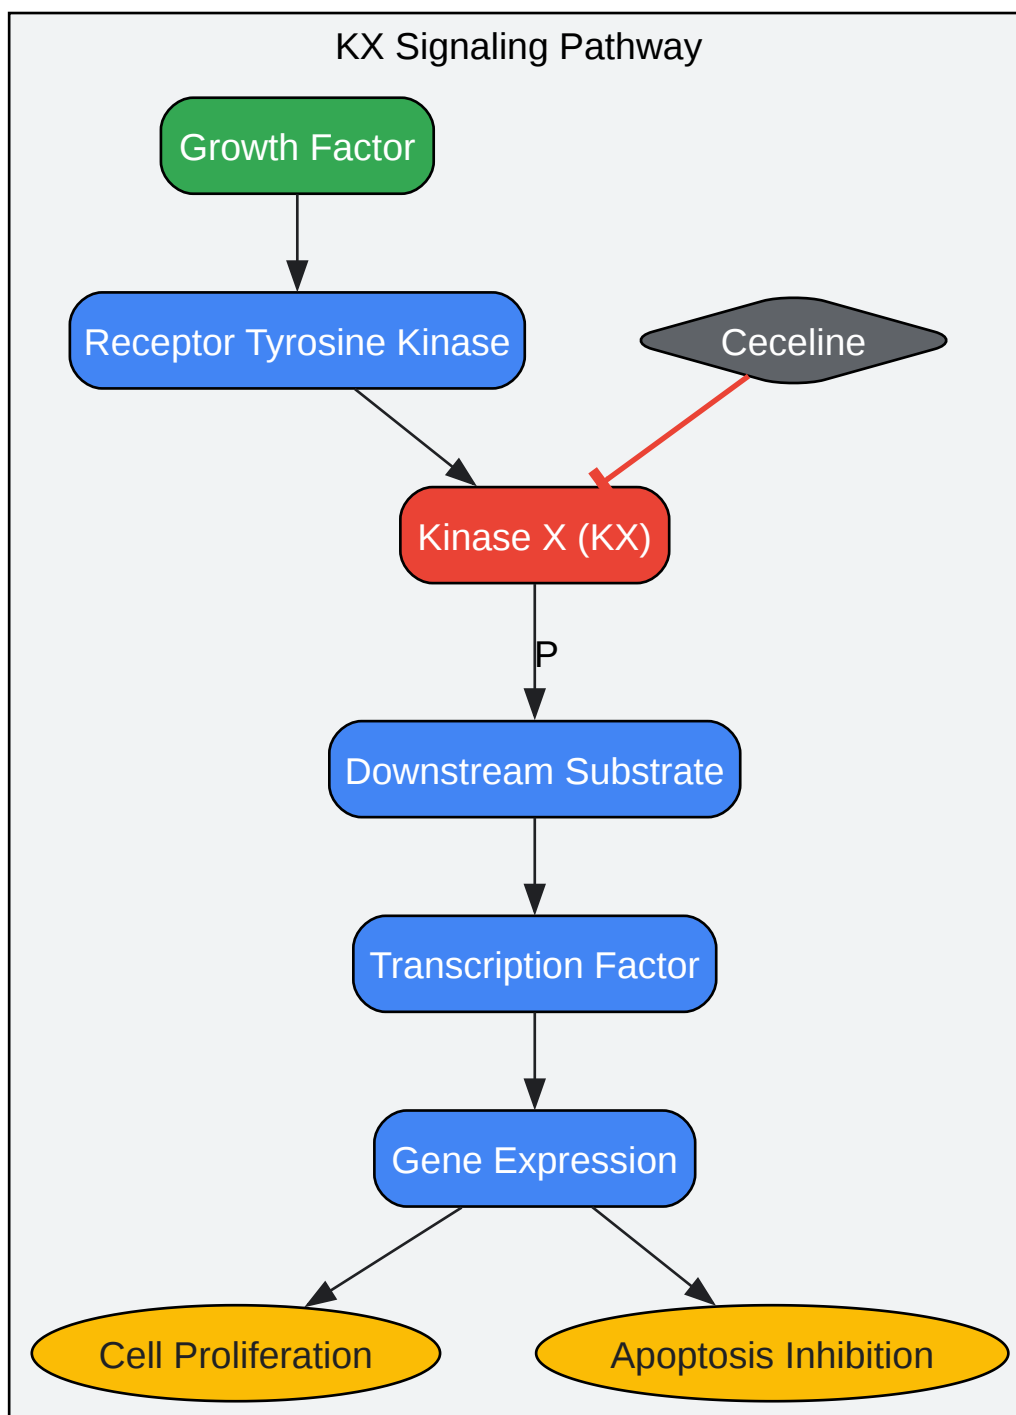 KX Signaling Pathway
Growth Factor
Receptor Tyrosine Kinase
Ceceline
Kinase X (KX)
P
Downstream Substrate
Transcription Factor
Gene Expression
Cell Proliferation
Apoptosis Inhibition